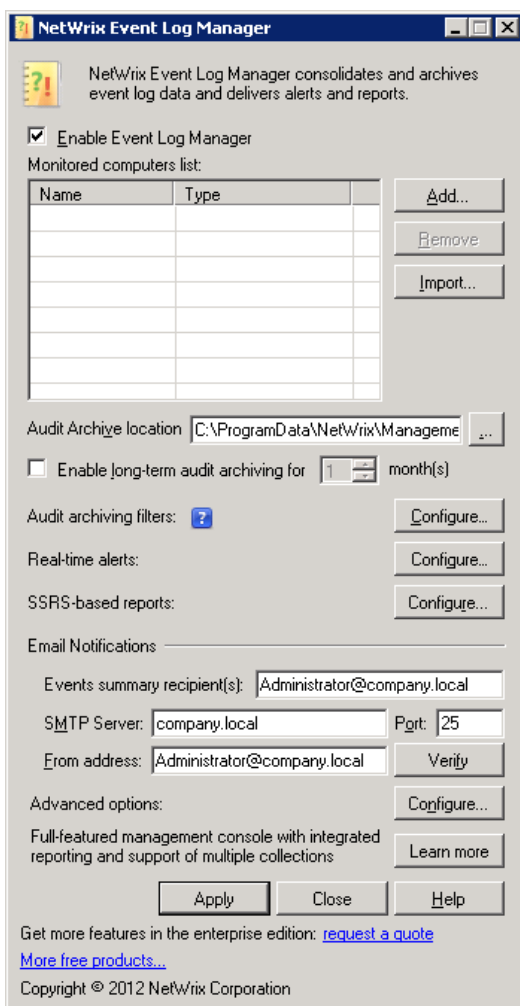 NetWrix Event Log Manager
NetWrix Event Log Manager consolidates and archives
event log data and delivers alerts and reports.
Enable Event Log Manager
Monitored computers list:
Name Type
Add...
Remove
Import...
Audit Archive location C:\ProgramData\NetWrix\Manageme ...
Enable long-term audit archiving for 1 month(s)
Audit archiving filters: ? Configure...
Real-time alerts: Configure...
SSRS-based reports: Configure...
Email Notifications
Events summary recipient(s): Administrator@company.local
SMTP Server: company.local Port: 25
From address: Administrator@company.local Verify
Advanced options: Configure...
Full-featured management console with integrated
reporting and support of multiple collections
Learn more
Apply Close Help
Get more features in the enterprise edition: request a quote
More free products...
Copyright © 2012 NetWrix Corporation